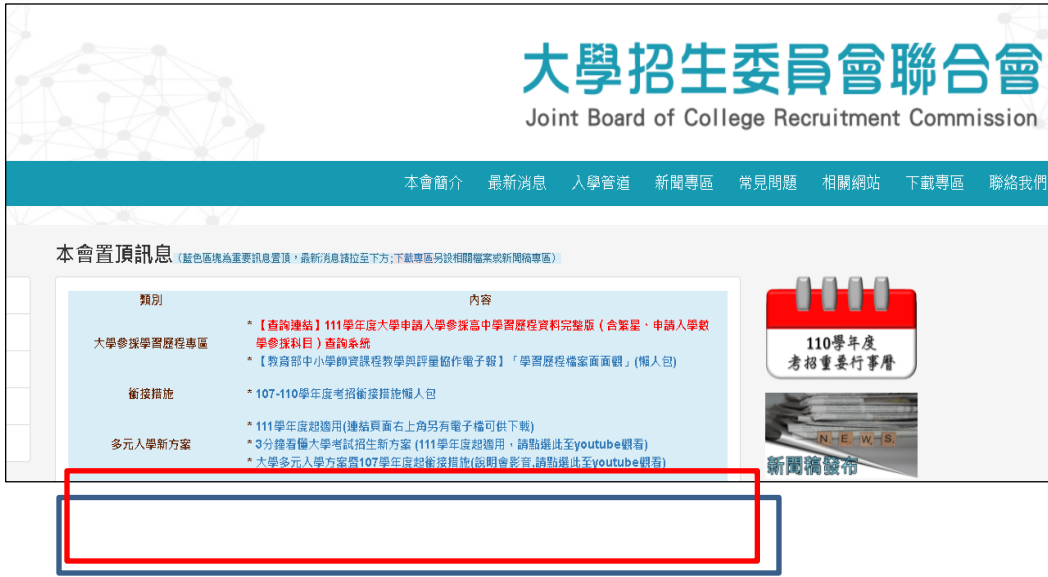 大學招生委員會聯合會
Joint Board of College Recruitment Commission
本會簡介 最新消息 入學管道 新聞專區 常見問題 相關網站 下載專區 聯絡我們
本會置頂訊息 (藍色區塊為重要訊息置頂，最新消息請拉至下方;下載專區另設相關檔案或新聞稿專區)
類別 內容
大學參採學習歷程專區
* 【查詢連結】111學年度大學申請入學參採高中學習歷程資料完整版（含繁星、申請入學數
學參採科目）查詢系統
* 【教育部中小學師資課程教學與評量協作電子報】「學習歷程檔案面面觀」(懶人包)
銜接措施
* 107-110學年度考招銜接措施懶人包
多元入學新方案
* 111學年度起適用(連結頁面右上角另有電子檔可供下載)
* 3分鐘看懂大學考試招生新方案 (111學年度起適用，請點選此至youtube觀看)
* 大學多元入學方案暨107學年度起銜接措施(說明會影音,請點選此至youtube觀看)
110學年度
考招重要行事曆
N. E. W. S.
新聞稿發布